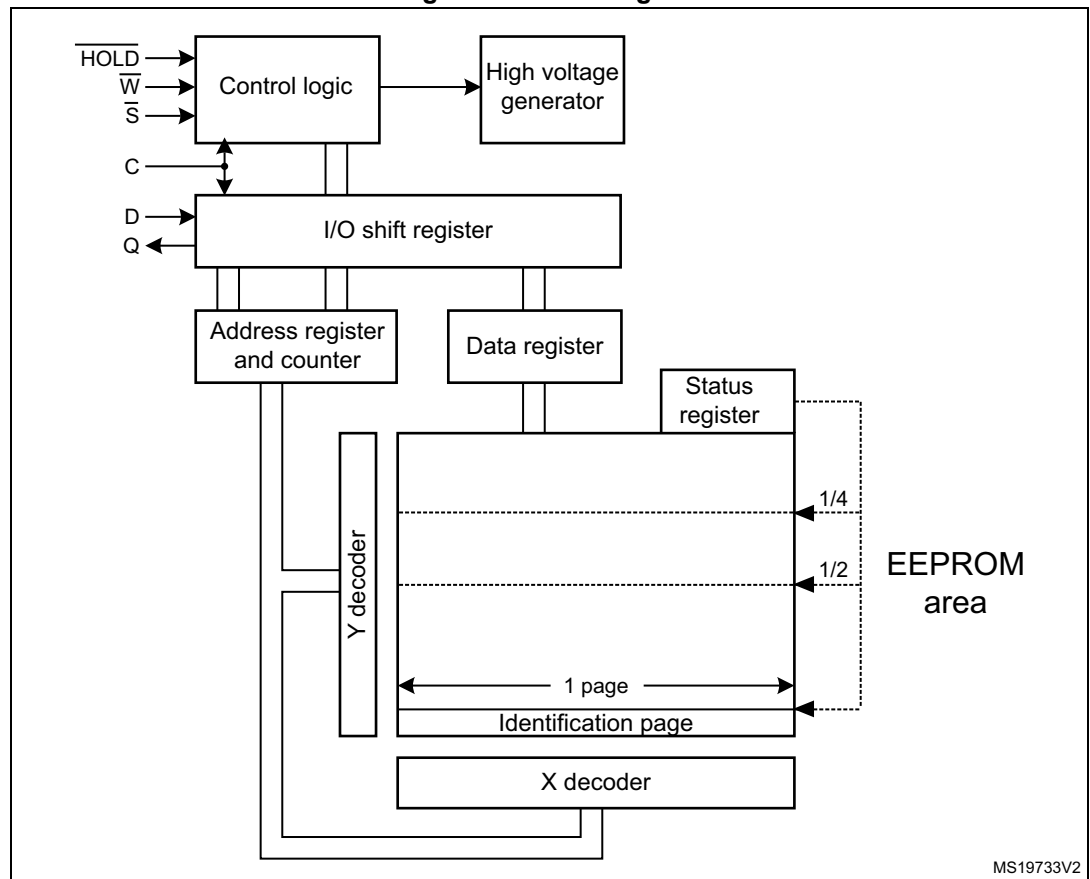 HOLD
W
S
C
D
Q
Control logic
High voltage
generator
I/O shift register
Address register
and counter
Data register
Status
register
Y decoder
1/4
1/2
EEPROM
area
1 page
Identification page
X decoder
MS19733V2